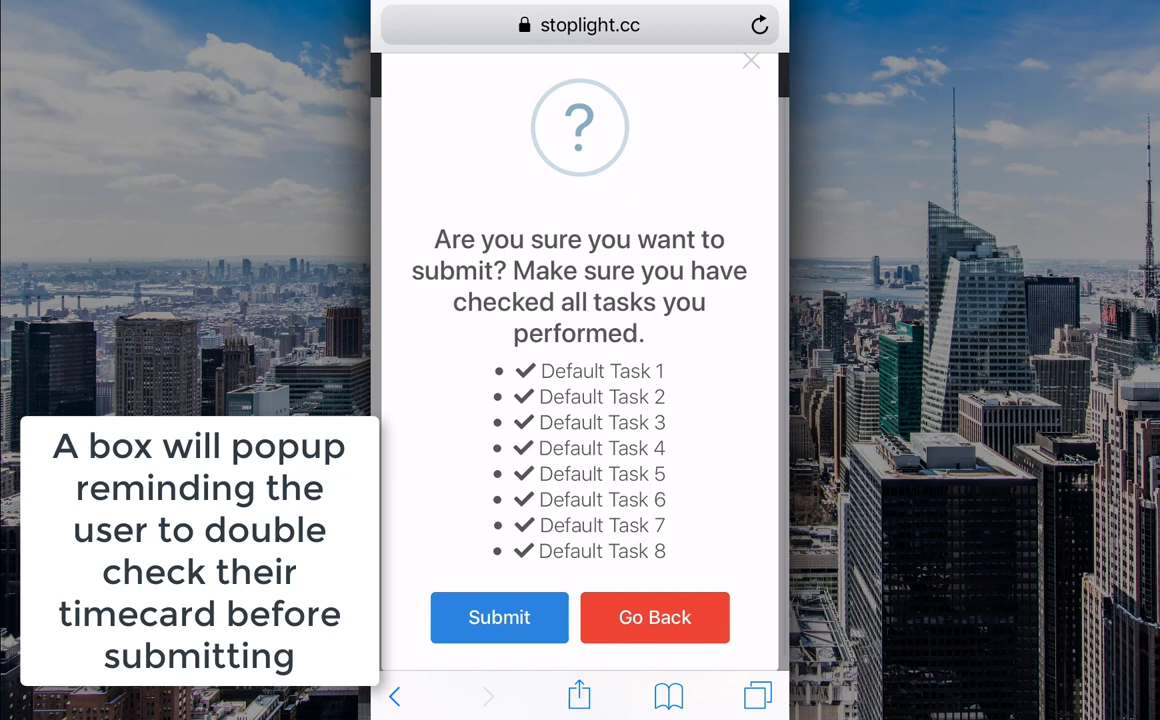 stoplight.cc
?
Are you sure you want to
submit? Make sure you have
checked all tasks you
performed.
Default Task 1
Default Task 2
Default Task 3
Default Task 4
Default Task 5
Default Task 6
Default Task 7
Default Task 8
Submit
Go Back
A box will popup
reminding the
user to double
check their
timecard before
submitting